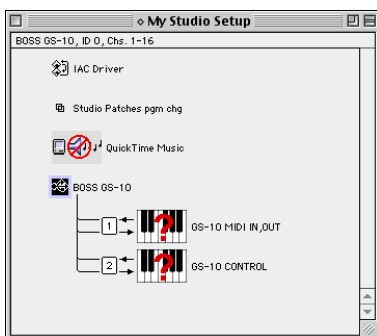 My Studio Setup
BOSS GS-10, ID 0, Chs. 1-16
IAC Driver
Studio Patches pgm chg
QuickTime Music
BOSS GS-10
1
?
GS-10 MIDI IN,OUT
2
?
GS-10 CONTROL